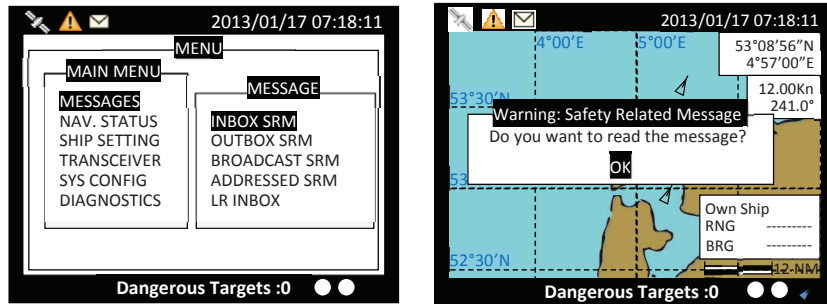 2013/01/17 07:18:11
MENU
MAIN MENU
MESSAGES
NAV. STATUS
SHIP SETTING
TRANSCEIVER
SYS CONFIG
DIAGNOSTICS
MESSAGE
INBOX SRM
OUTBOX SRM
BROADCAST SRM
ADDRESSED SRM
LR INBOX
Dangerous Targets :0
2013/01/17 07:18:11
4°00’E
5°00’E
53°08’56”N
4°57’00”E
12.00Kn
241.0°
53°30’N
Warning: Safety Related Message
Do you want to read the message?
OK
53
Own Ship
RNG ---------
BRG ---------
52°30’N
12 NM
Dangerous Targets :0